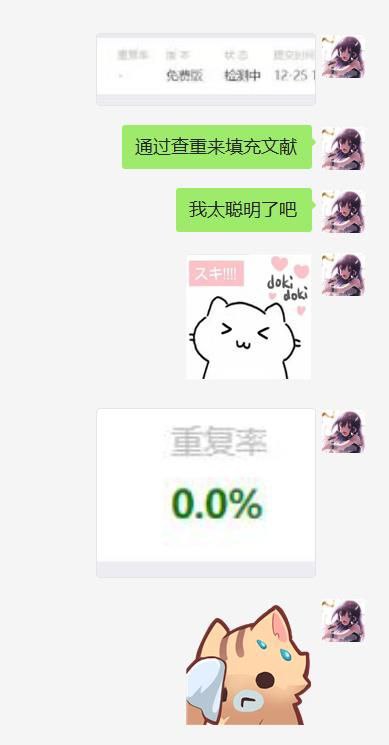 重复率 版本 状态 提交时间
- 免费版 检测中 12-25 1
通过查重来填充文献
我太聪明了吧
スキ!!!!
doki
doki
重复率
0.0%